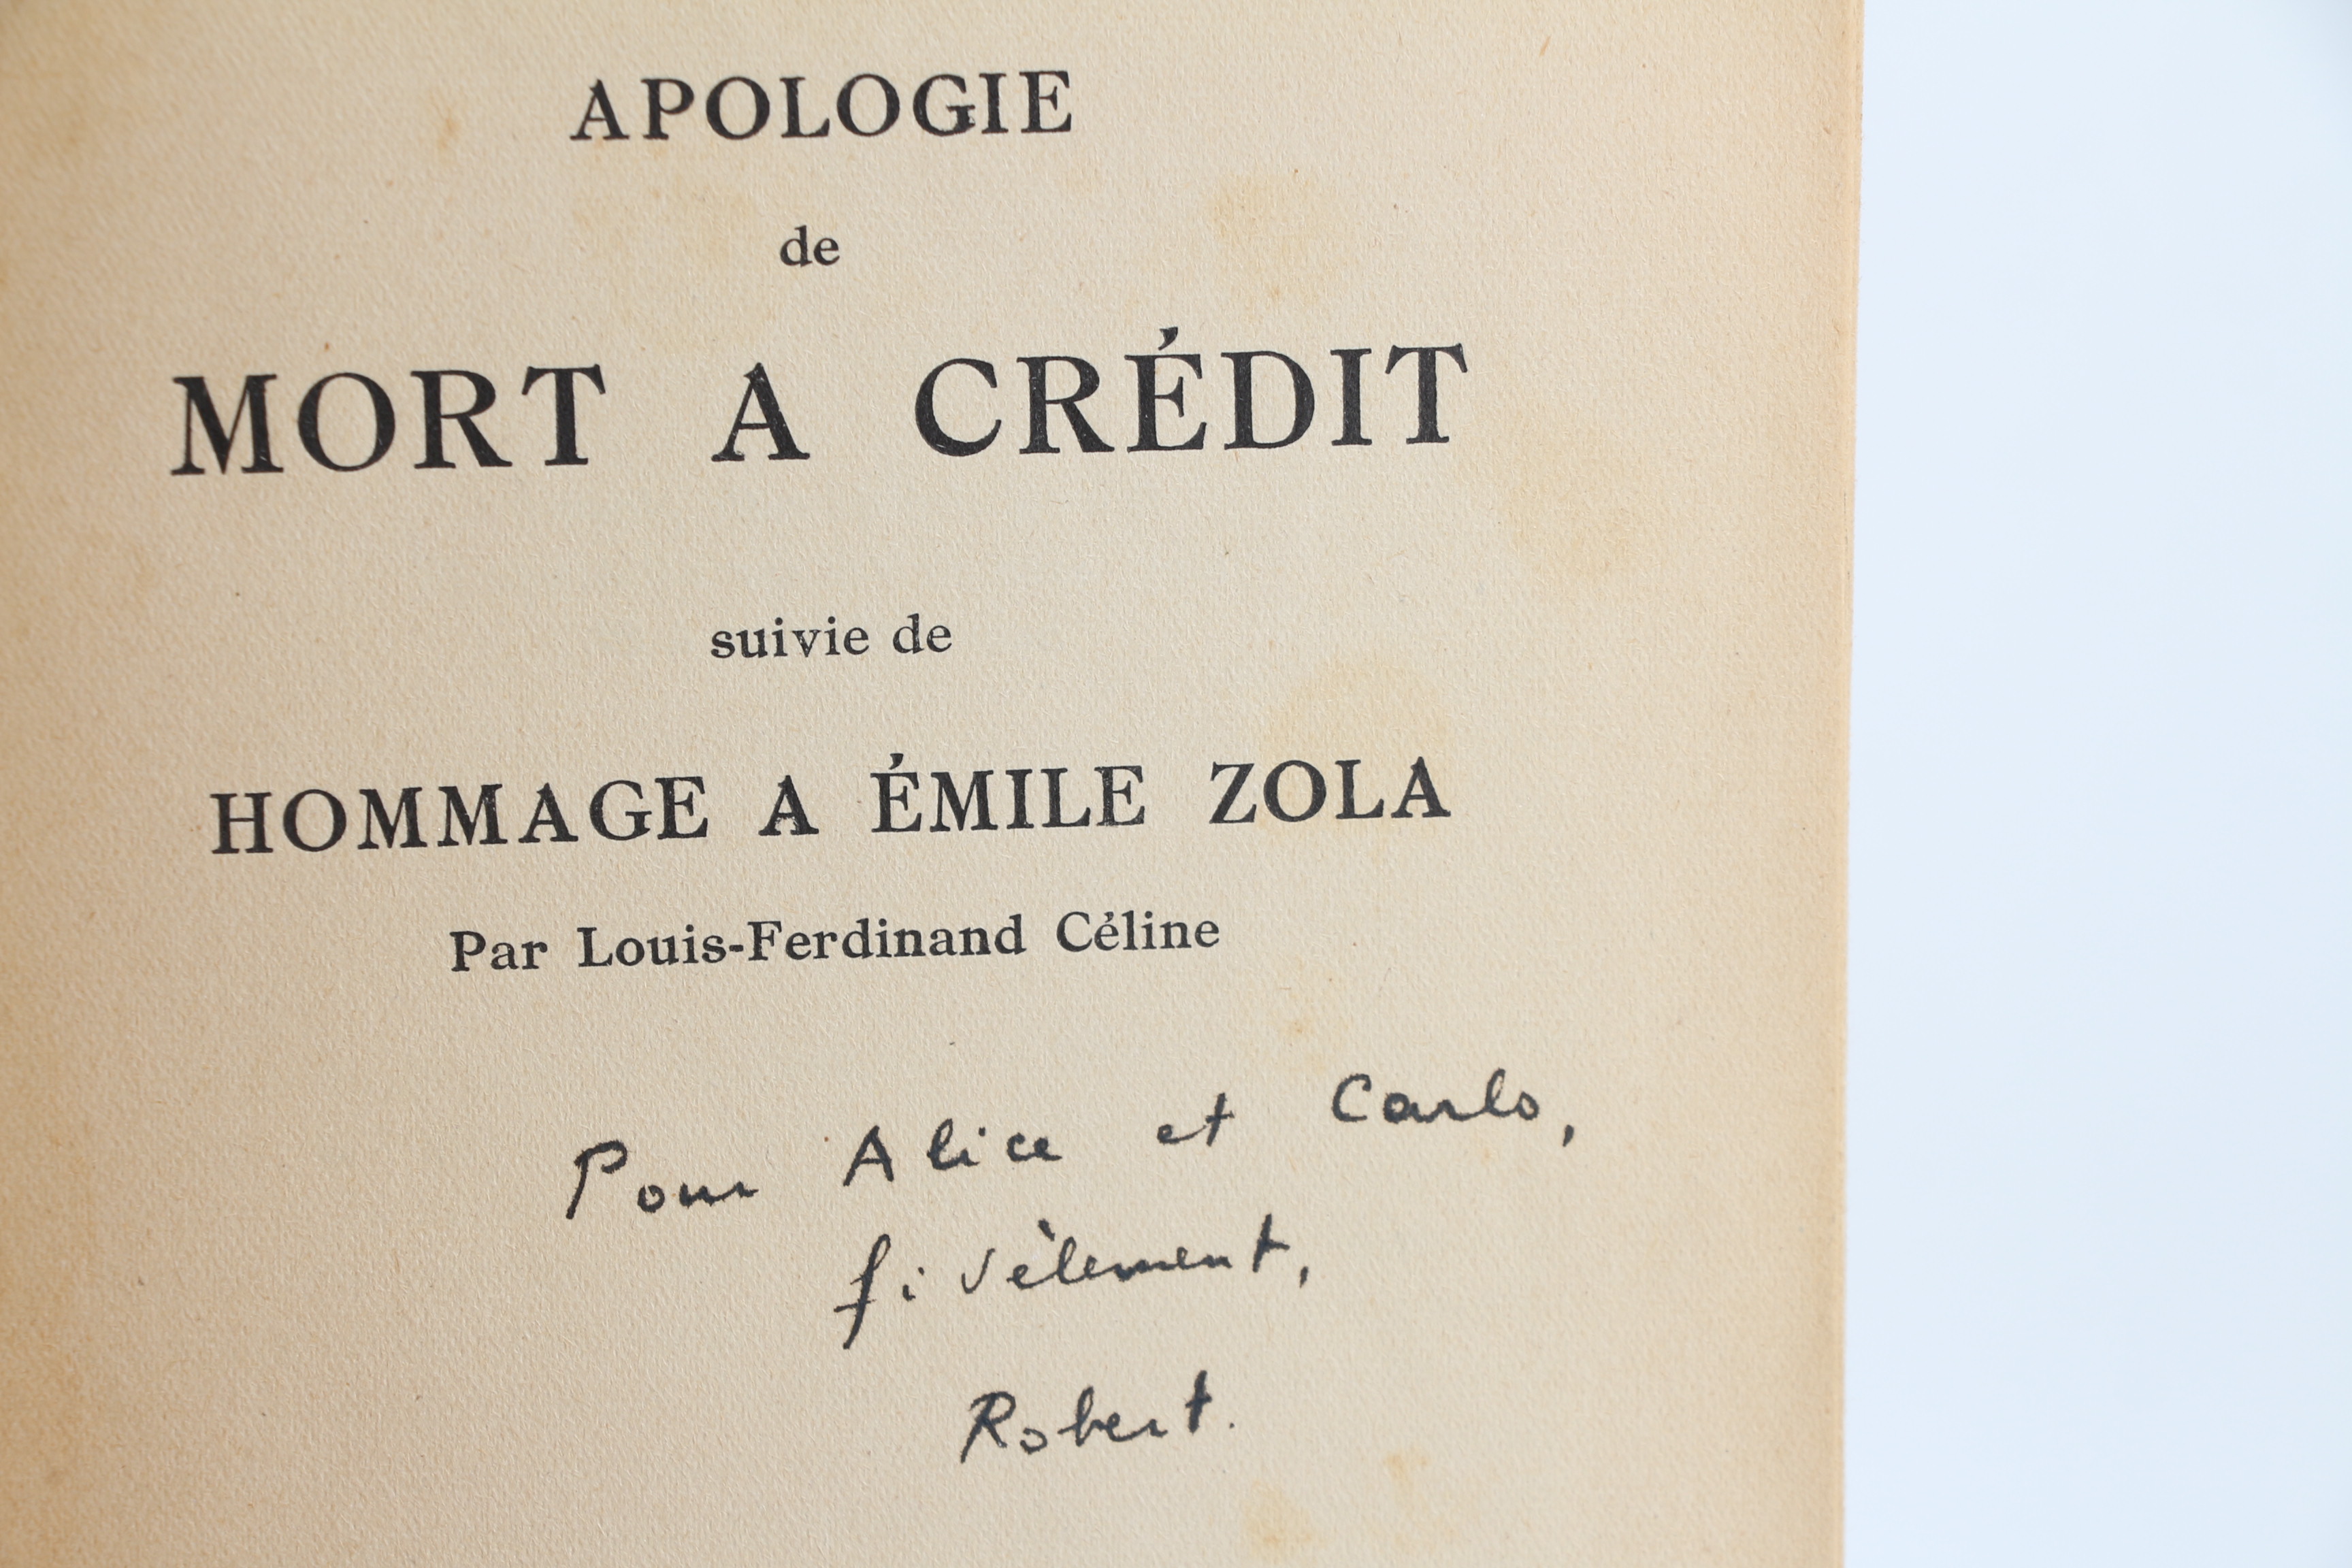 APOLOGIE
de
MORT A CRÉDIT
suivie de
HOMMAGE A ÉMILE ZOLA
Par Louis-Ferdinand Céline
Pour Alice et Carlo,
fidèlement,
Robert.